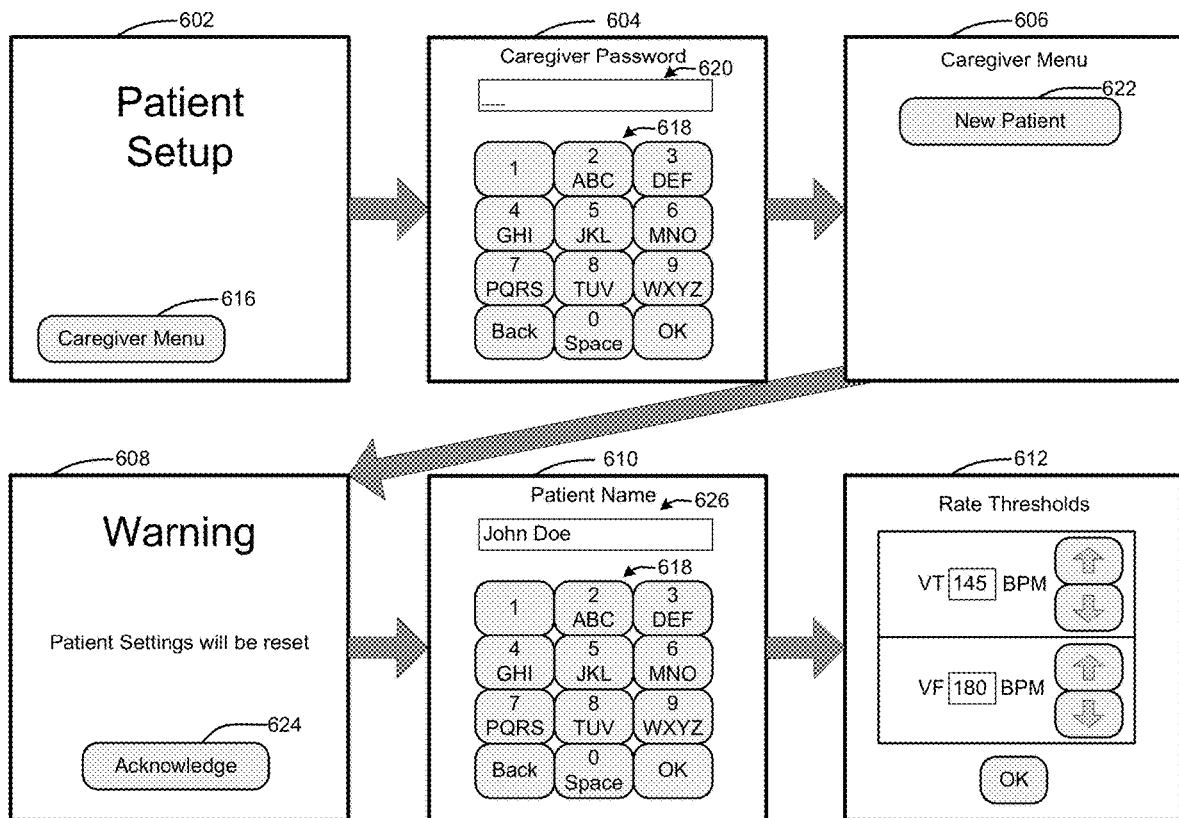 602
Patient
Setup
616
Caregiver Menu
604
Caregiver Password
620
618
1
2
ABC
3
DEF
4
GHI
5
JKL
6
MNO
7
PQRS
8
TUV
9
WXYZ
Back
0
Space
OK
606
Caregiver Menu
622
New Patient
608
Warning
Patient Settings will be reset
624
Acknowledge
610
Patient Name
626
John Doe
618
1
2
ABC
3
DEF
4
GHI
5
JKL
6
MNO
7
PQRS
8
TUV
9
WXYZ
Back
0
Space
OK
612
Rate Thresholds
VT 145 BPM
VF 180 BPM
OK